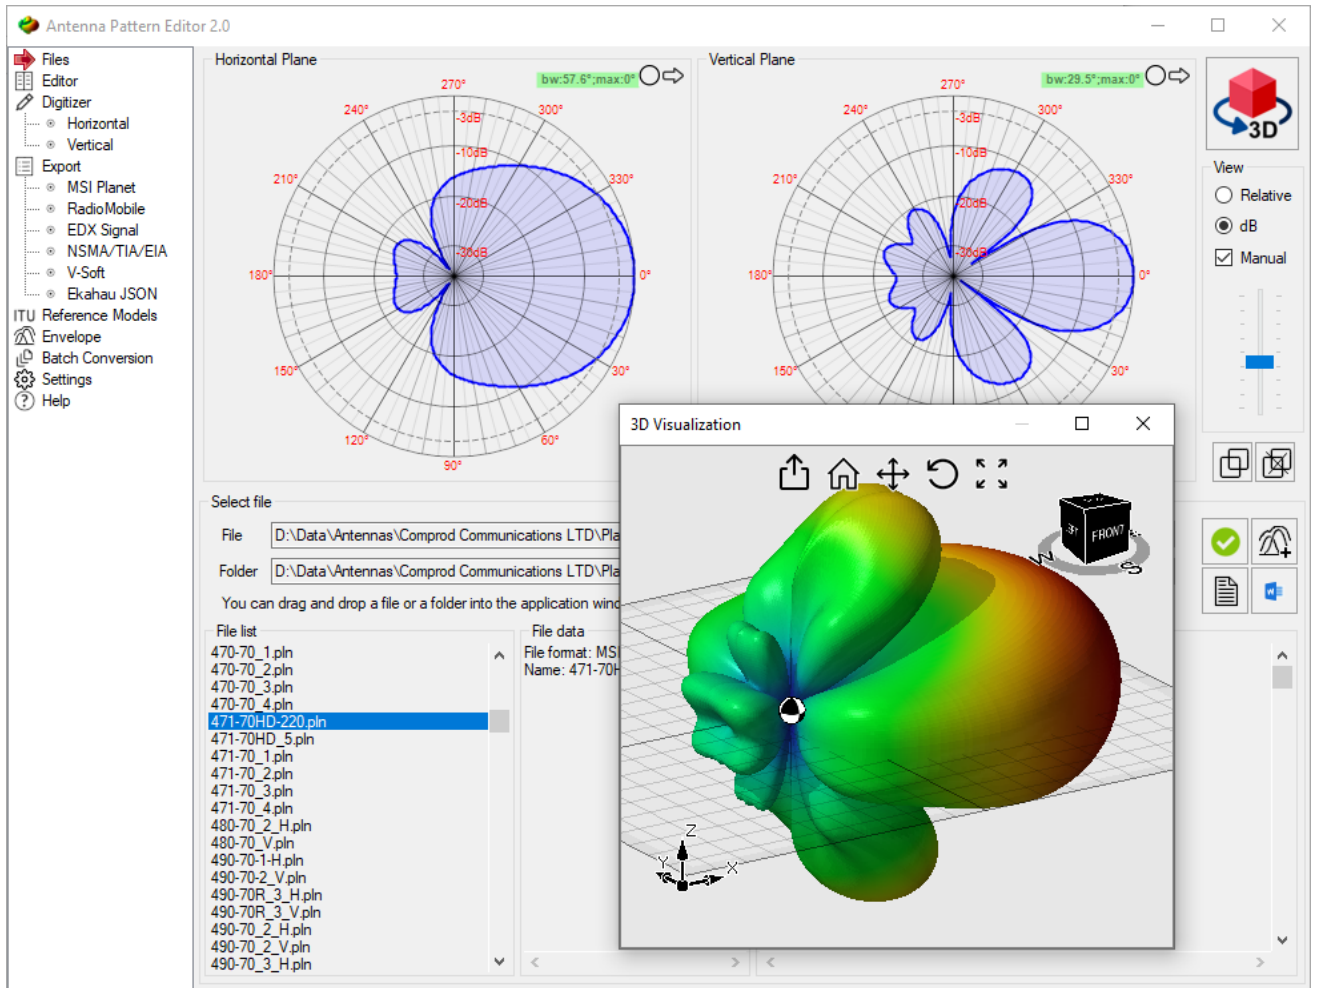 Antenna Pattern Editor 2.0
Files
Editor
Digitizer
Horizontal
Vertical
Export
MSI Planet
RadioMobile
EDX Signal
NSMA/TIA/EIA
V-Soft
Ekahau JSON
ITU Reference Models
Envelope
Batch Conversion
Settings
Help
Horizontal Plane
bw:57.6°;max:0°
270°
240°
300°
-3dB
-10dB
210°
330°
-20dB
-30dB
180°
0°
150°
30°
120°
60°
90°
Vertical Plane
bw:29.5°;max:0°
270°
240°
300°
-3dB
-10dB
210°
330°
-20dB
-30dB
180°
0°
150°
30°
3D
View
Relative
dB
Manual
Select file
File
D:\Data\Antennas\Comprod Communications LTD\Pla
Folder
D:\Data\Antennas\Comprod Communications LTD\Pla
You can drag and drop a file or a folder into the application wind
File list
470-70_1.pln
470-70_2.pln
470-70_3.pln
470-70_4.pln
471-70HD-220.pln
471-70HD_5.pln
471-70_1.pln
471-70_2.pln
471-70_3.pln
471-70_4.pln
480-70_2_H.pln
480-70_V.pln
490-70-1-H.pln
490-70-2_V.pln
490-70R_3_H.pln
490-70R_3_V.pln
490-70_2_H.pln
490-70_2_V.pln
490-70_3_H.pln
File data
File format: MSI
Name: 471-70H
3D Visualization
FRONT
W
S
Z
Y
X
W